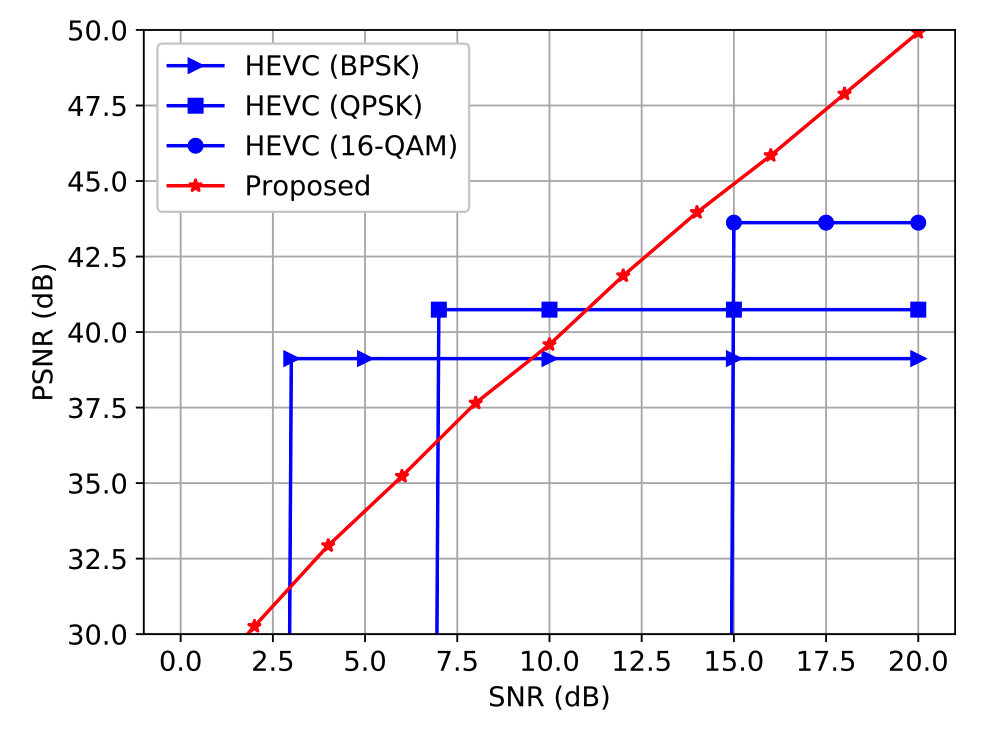 50.0
47.5
45.0
42.5
40.0
37.5
35.0
32.5
30.0
PSNR (dB)
HEVC (BPSK)
HEVC (QPSK)
HEVC (16-QAM)
Proposed
0.0 2.5 5.0 7.5 10.0 12.5 15.0 17.5 20.0
SNR (dB)